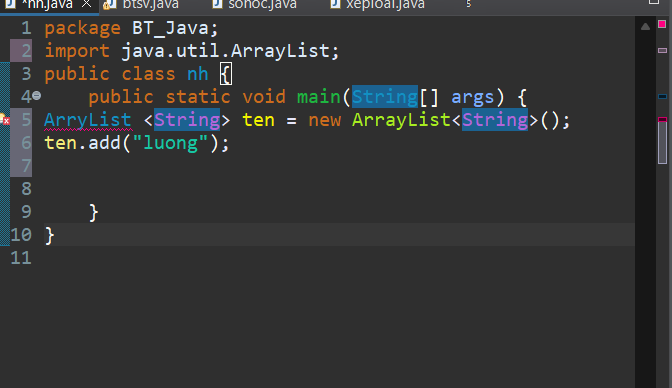 *nh.java btsv.java sohoc.java xeploai.java 5
1 package BT_Java;
2 import java.util.ArrayList;
3 public class nh {
4 public static void main(String[] args) {
5 ArryList <String> ten = new ArrayList<String>();
6 ten.add("luong");
7
8
9 }
10 }
11